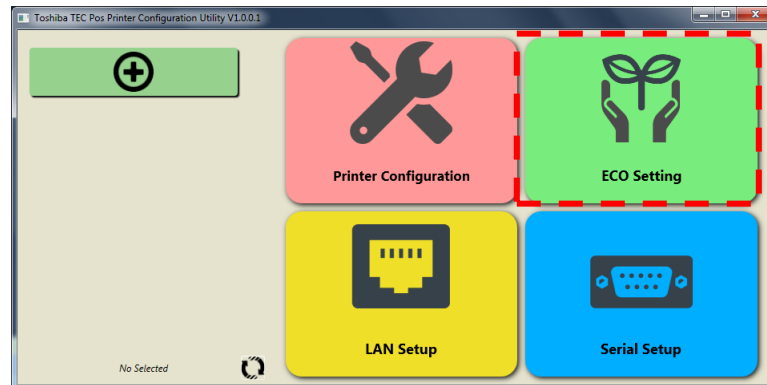 Toshiba TEC Pos Printer Configuration Utility V1.0.0.1
Printer Configuration
ECO Setting
LAN Setup
Serial Setup
No Selected